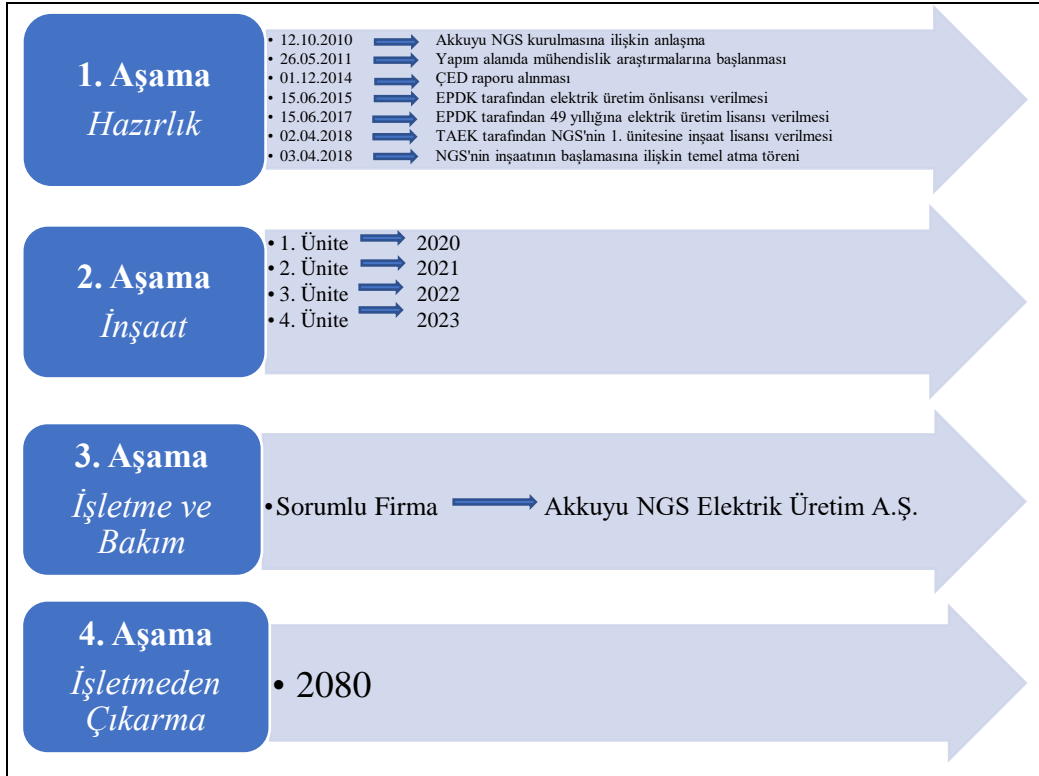 1. Aşama
Hazırlık
• 12.10.2010 Akkuyu NGS kurulmasına ilişkin anlaşma
• 26.05.2011 Yapım alanıda mühendislik araştırmalarına başlanması
• 01.12.2014 ÇED raporu alınması
• 15.06.2015 EPDK tarafından elektrik üretim önlisansı verilmesi
• 15.06.2017 EPDK tarafından 49 yıllığına elektrik üretim lisansı verilmesi
• 02.04.2018 TAEK tarafından NGS'nin 1. ünitesine inşaat lisansı verilmesi
• 03.04.2018 NGS'nin inşaatının başlamasına ilişkin temel atma töreni
2. Aşama
İnşaat
• 1. Ünite 2020
• 2. Ünite 2021
• 3. Ünite 2022
• 4. Ünite 2023
3. Aşama
İşletme ve
Bakım
• Sorumlu Firma Akkuyu NGS Elektrik Üretim A.Ş.
4. Aşama
İşletmeden
Çıkarma
• 2080